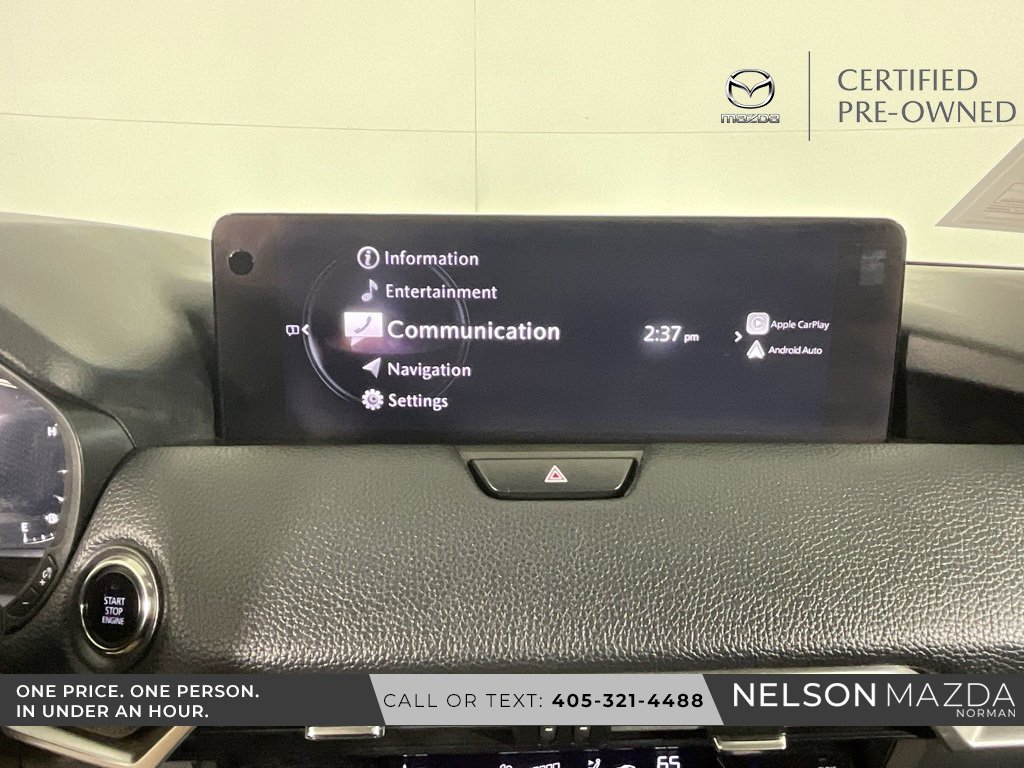 mazda
CERTIFIED
PRE-OWNED
Information
Entertainment
Communication
Navigation
Settings
2:37 pm
Apple CarPlay
Android Auto
H
E
START
STOP
ENGINE
ONE PRICE. ONE PERSON.
IN UNDER AN HOUR.
CALL OR TEXT: 405-321-4488
NELSON MAZDA
NORMAN
65